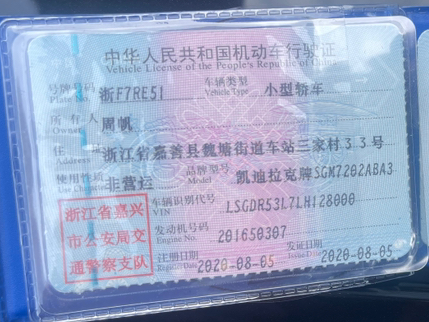 中华人民共和国机动车行驶证
Vehicle License of the People's Republic of China
号牌号码 Plate No. 浙F7RE51 车辆类型 Vehicle Type 小型轿车
所有人 Owner 周帆
住址 Address 浙江省嘉善县魏塘街道车站三家村33号
使用性质 Use Character 非营运 品牌型号 Model 凯迪拉克牌SGM7202ABA3
浙江省嘉兴市公安局交通警察支队
车辆识别代号 VIN LSGDR53L7LH128000
发动机号码 Engine No. 201650307
注册日期 Register Date 2020-08-05 发证日期 Issue Date 2020-08-05